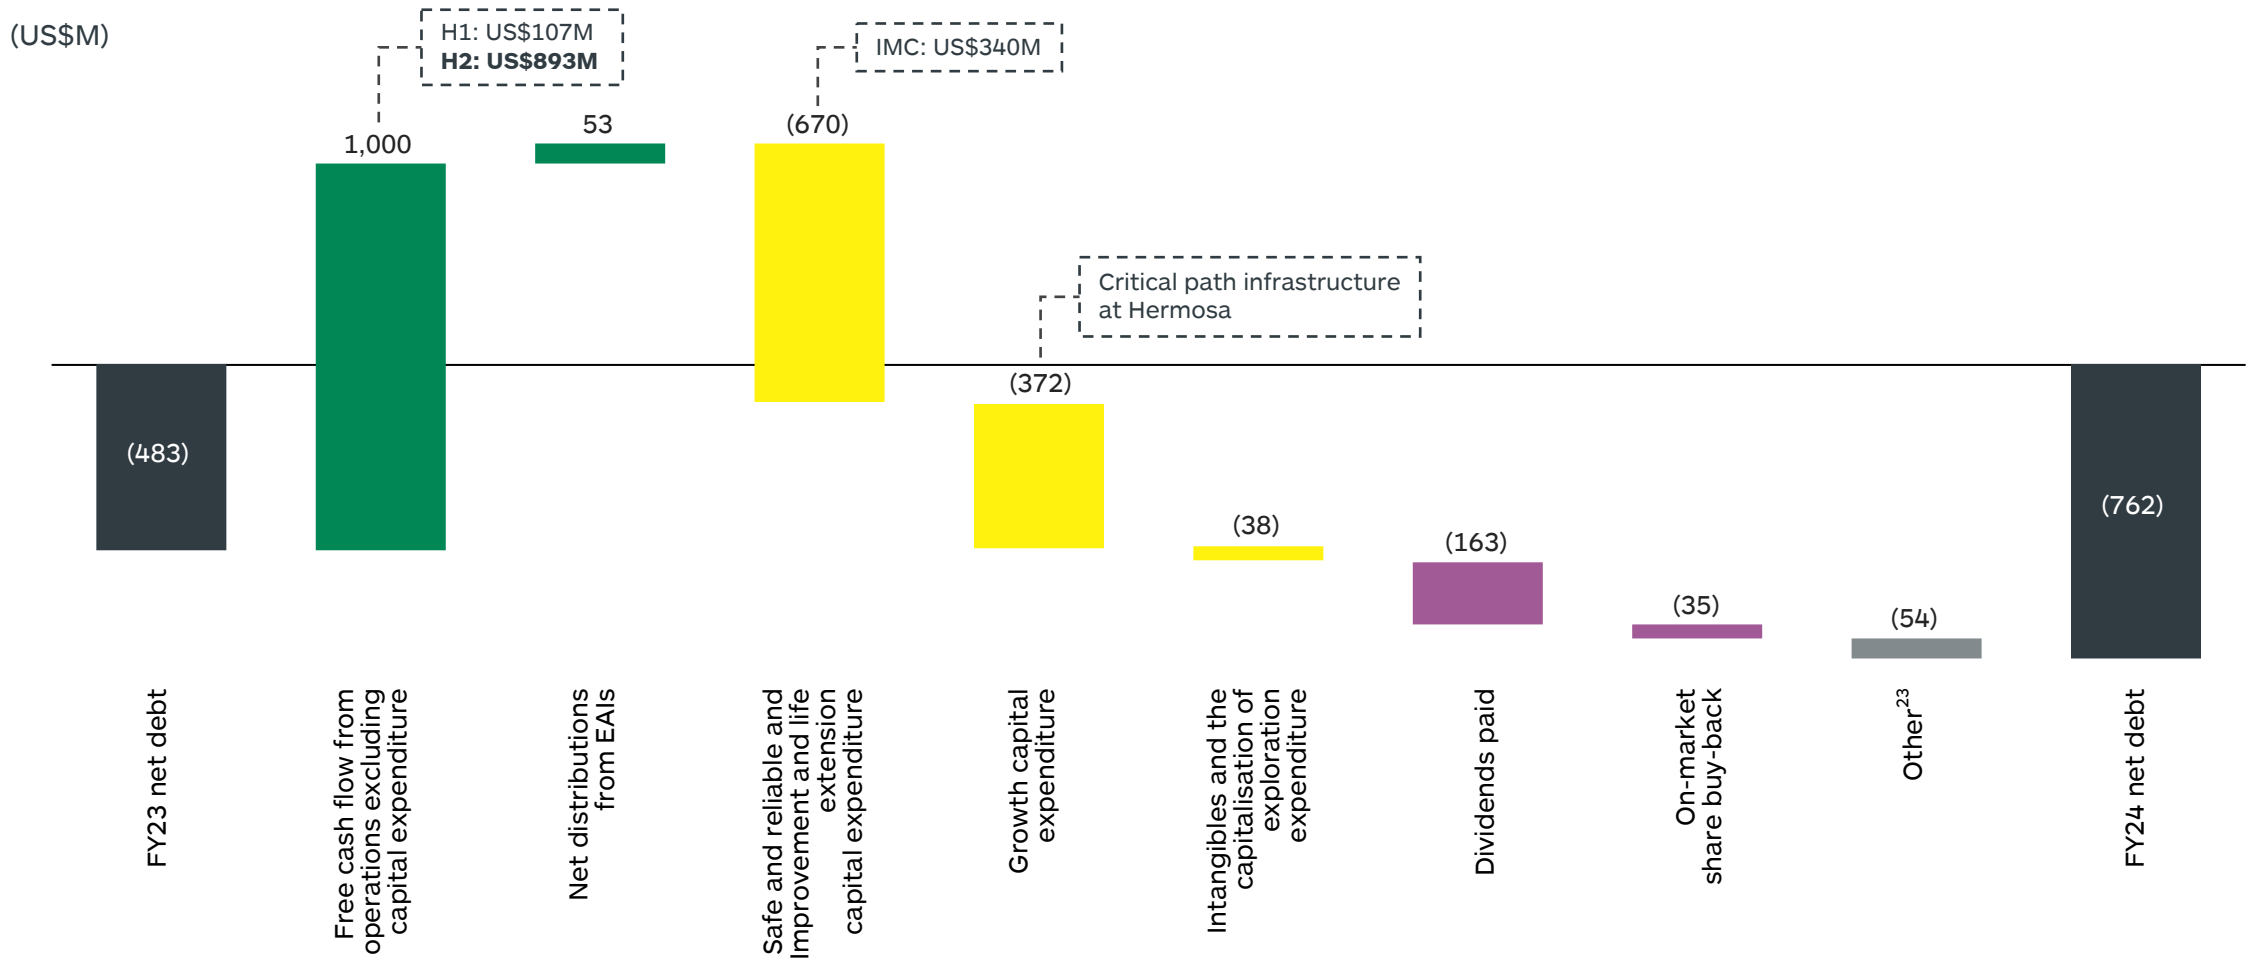 (US$M)
H1: US$107M
H2: US$893M
IMC: US$340M
1,000
53
(670)
Critical path infrastructure
at Hermosa
(483)
(372)
(38)
(163)
(35)
(54)
(762)
FY23 net debt
Free cash flow from
operations excluding
capital expenditure
Net distributions
from EAIs
Safe and reliable and
Improvement and life
extension
capital expenditure
Growth capital
expenditure
Intangibles and the
capitalisation of
exploration
expenditure
Dividends paid
On-market
share buy-back
Other23
FY24 net debt